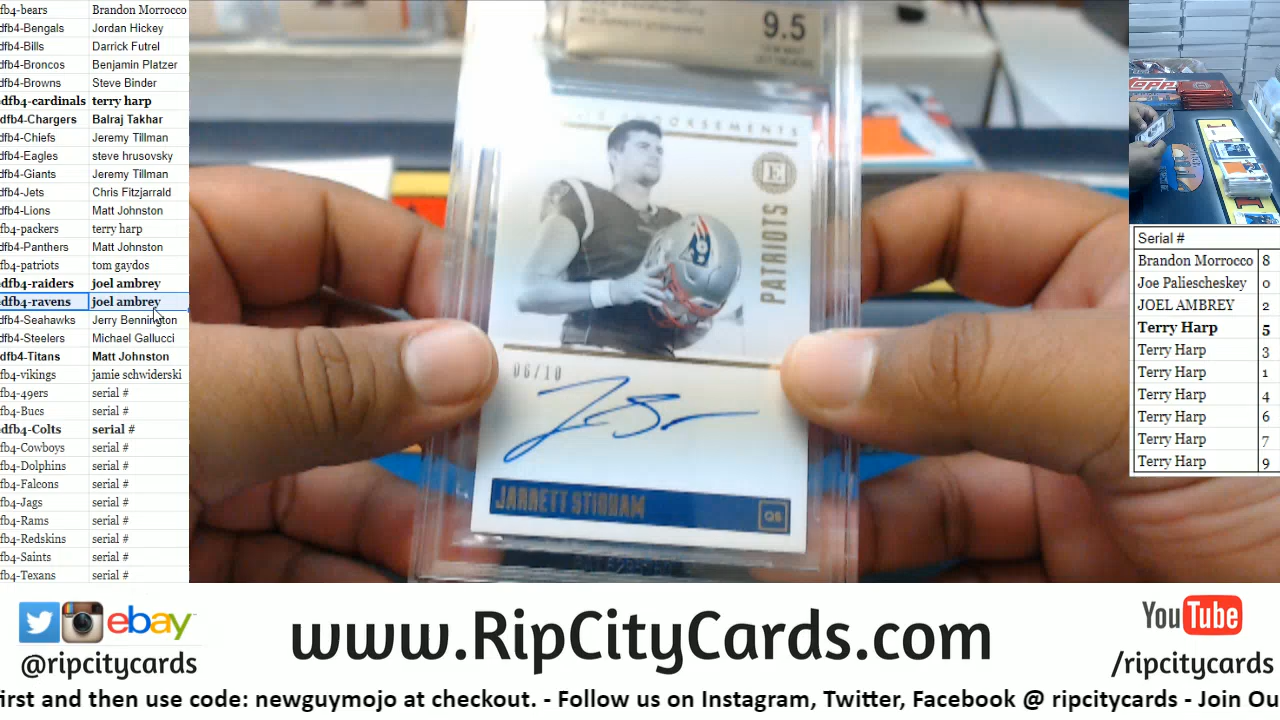 fb4-bears Brandon Morrocco
dfb4-Bengals Jordan Hickey
dfb4-Bills Darrick Futrel
dfb4-Broncos Benjamin Platzer
dfb4-Browns Steve Binder
dfb4-cardinals terry harp
dfb4-Chargers Balraj Takhar
dfb4-Chiefs Jeremy Tillman
dfb4-Eagles steve hrusovsky
dfb4-Giants Jeremy Tillman
dfb4-Jets Chris Fitzjarrald
dfb4-Lions Matt Johnston
fb4-packers terry harp
dfb4-Panthers Matt Johnston
fb4-patriots tom gaydos
edfb4-raiders joel ambrey
edfb4-ravens joel ambrey
dfb4-Seahawks Jerry Bennington
dfb4-Steelers Michael Gallucci
dfb4-Titans Matt Johnston
fb4-vikings jamie schwiderski
fb4-49ers serial #
fb4-Bucs serial #
edfb4-Colts serial #
fb4-Cowboys serial #
fb4-Dolphins serial #
fb4-Falcons serial #
fb4-Jags serial #
fb4-Rams serial #
fb4-Redskins serial #
fb4-Saints serial #
fb4-Texans serial #
9.5
GEM MINT
ENDORSEMENTS
E
PATRIOTS
06/10
JARRETT STIDHAM
QB
Serial #
Brandon Morrocco 8
Joe Paliescheskey 0
JOEL AMBREY 2
Terry Harp 5
Terry Harp 3
Terry Harp 1
Terry Harp 4
Terry Harp 6
Terry Harp 7
Terry Harp 9
ebay
@ripcitycards
www.RipCityCards.com
YouTube
/ripcitycards
first and then use code: newguymojo at checkout. - Follow us on Instagram, Twitter, Facebook @ ripcitycards - Join Ou